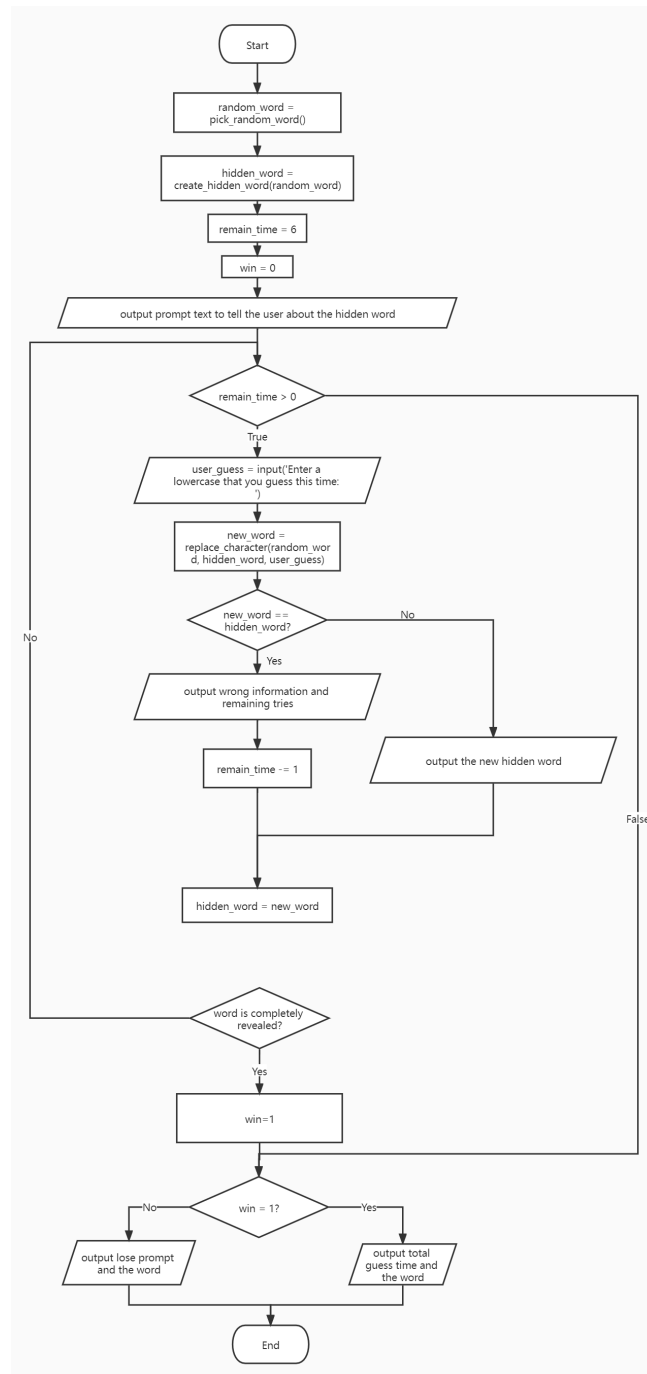 Start
random_word =
pick_random_word()
hidden_word =
create_hidden_word(random_word)
remain_time = 6
win = 0
output prompt text to tell the user about the hidden word
remain_time > 0
True
user_guess = input('Enter a
lowercase that you guess this time:
')
new_word =
replace_character(random_wor
d, hidden_word, user_guess)
new_word ==
hidden_word?
No
No
Yes
output wrong information and
remaining tries
output the new hidden word
remain_time -= 1
False
hidden_word = new_word
word is completely
revealed?
Yes
win=1
win = 1?
No
Yes
output lose prompt
and the word
output total
guess time and
the word
End